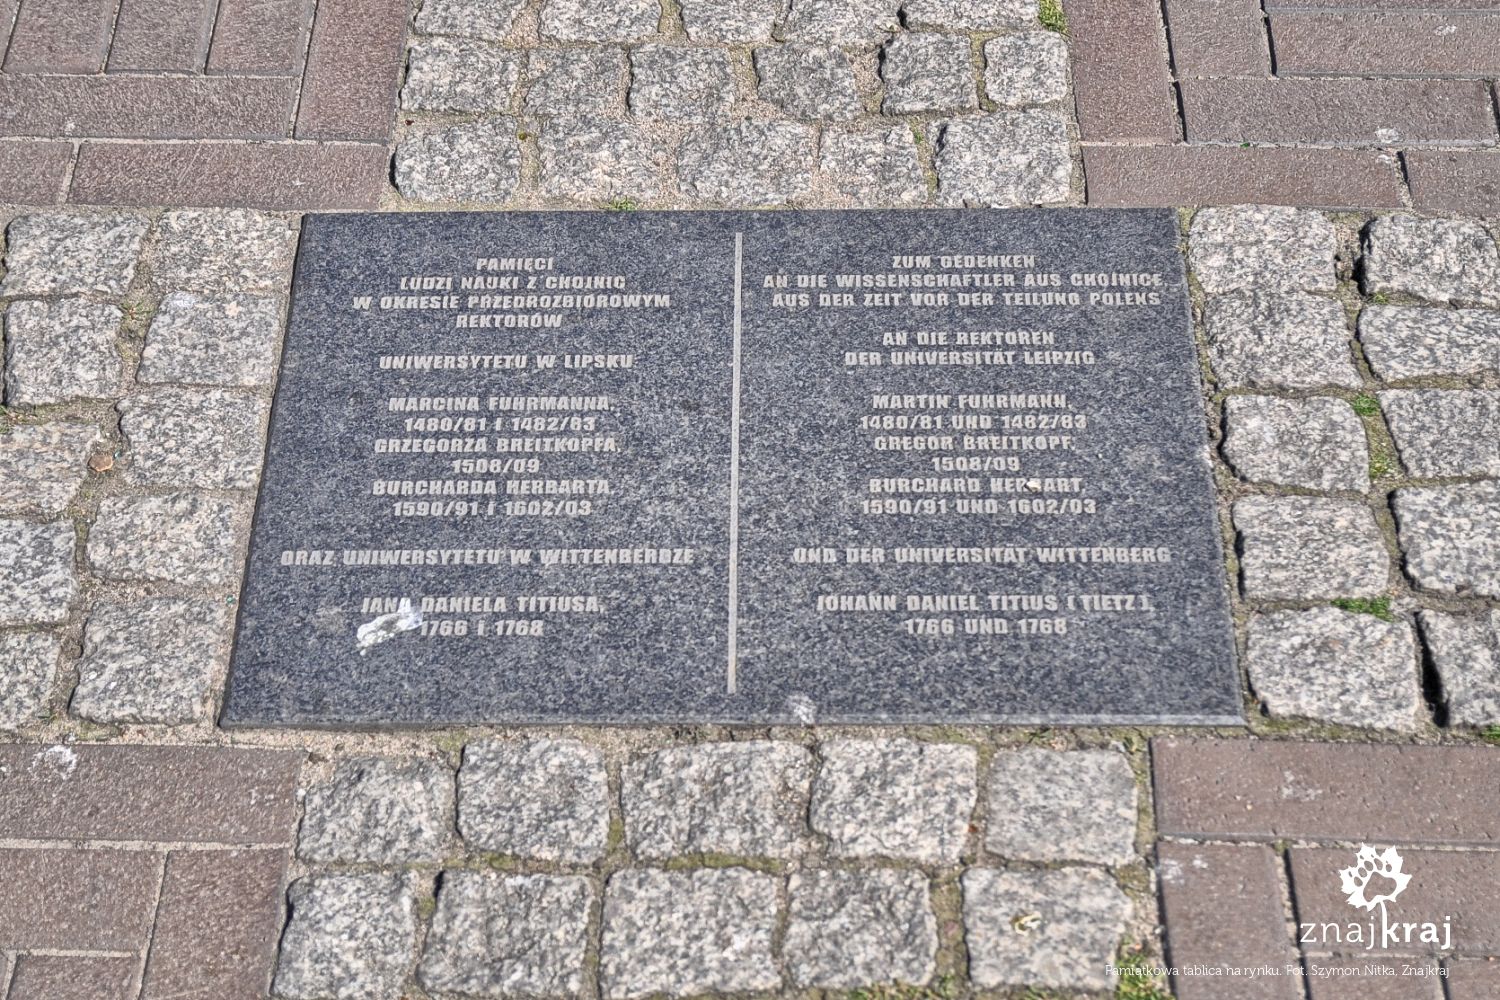 PAMIĘCI
LUDZI NAUKI Z CHOJNIC
W OKRESIE PRZEDROZBIOROWYM
REKTORÓW
UNIWERSYTETU W LIPSKU
MARCINA FUHRMANNA,
1480/81 I 1482/83
GRZEGORZA BREITKOPFA,
1508/09
BURCHARDA HERBARTA,
1590/91 I 1602/03
ORAZ UNIWERSYTETU W WITTENBERDZE
JANA DANIELA TITIUSA,
1766 I 1768
ZUM GEDENKEN
AN DIE WISSENSCHAFTLER AUS CHOJNICE
AUS DER ZEIT VOR DER TEILUNG POLENS
AN DIE REKTOREN
DER UNIVERSITÄT LEIPZIG
MARTIN FUHRMANN,
1480/81 UND 1482/83
GREGOR BREITKOPF,
1508/09
BURCHARD HERBART,
1590/91 UND 1602/03
UND DER UNIVERSITÄT WITTENBERG
JOHANN DANIEL TITIUS (TIETZ),
1766 UND 1768
znajkraj
Pamiątkowa tablica na rynku. Fot. Szymon Nitka, Znajkraj